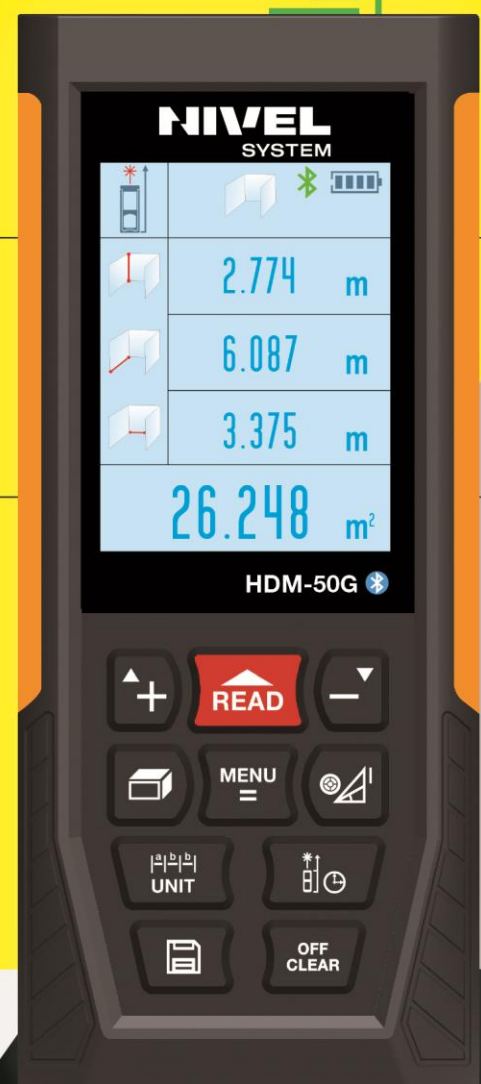 NIVEL
SYSTEM
2.774 m
6.087 m
3.375 m
26.248 m²
HDM-50G
+
READ
−
MENU
=
|a|b|b|
UNIT
OFF
CLEAR